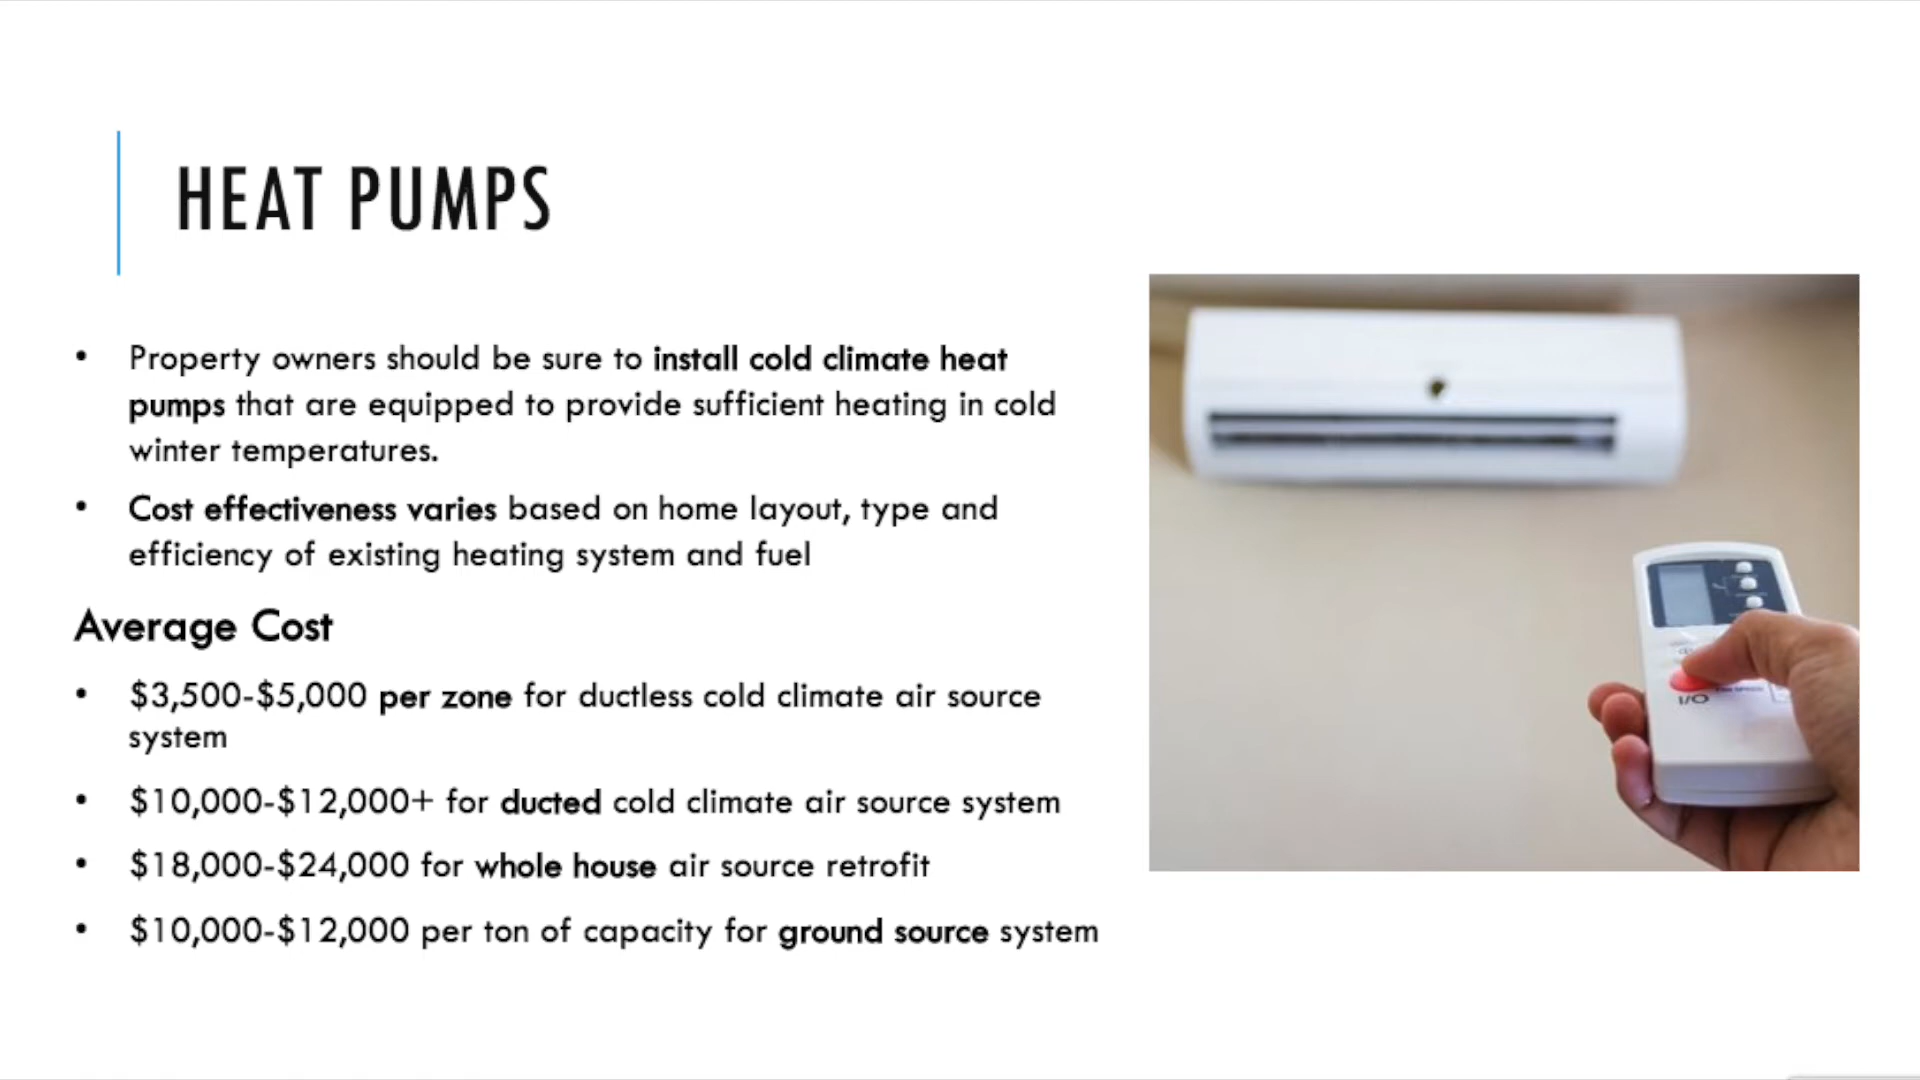 HEAT PUMPS
• Property owners should be sure to install cold climate heat
pumps that are equipped to provide sufficient heating in cold
winter temperatures.
• Cost effectiveness varies based on home layout, type and
efficiency of existing heating system and fuel
Average Cost
• $3,500-$5,000 per zone for ductless cold climate air source
system
• $10,000-$12,000+ for ducted cold climate air source system
• $18,000-$24,000 for whole house air source retrofit
• $10,000-$12,000 per ton of capacity for ground source system
I/O